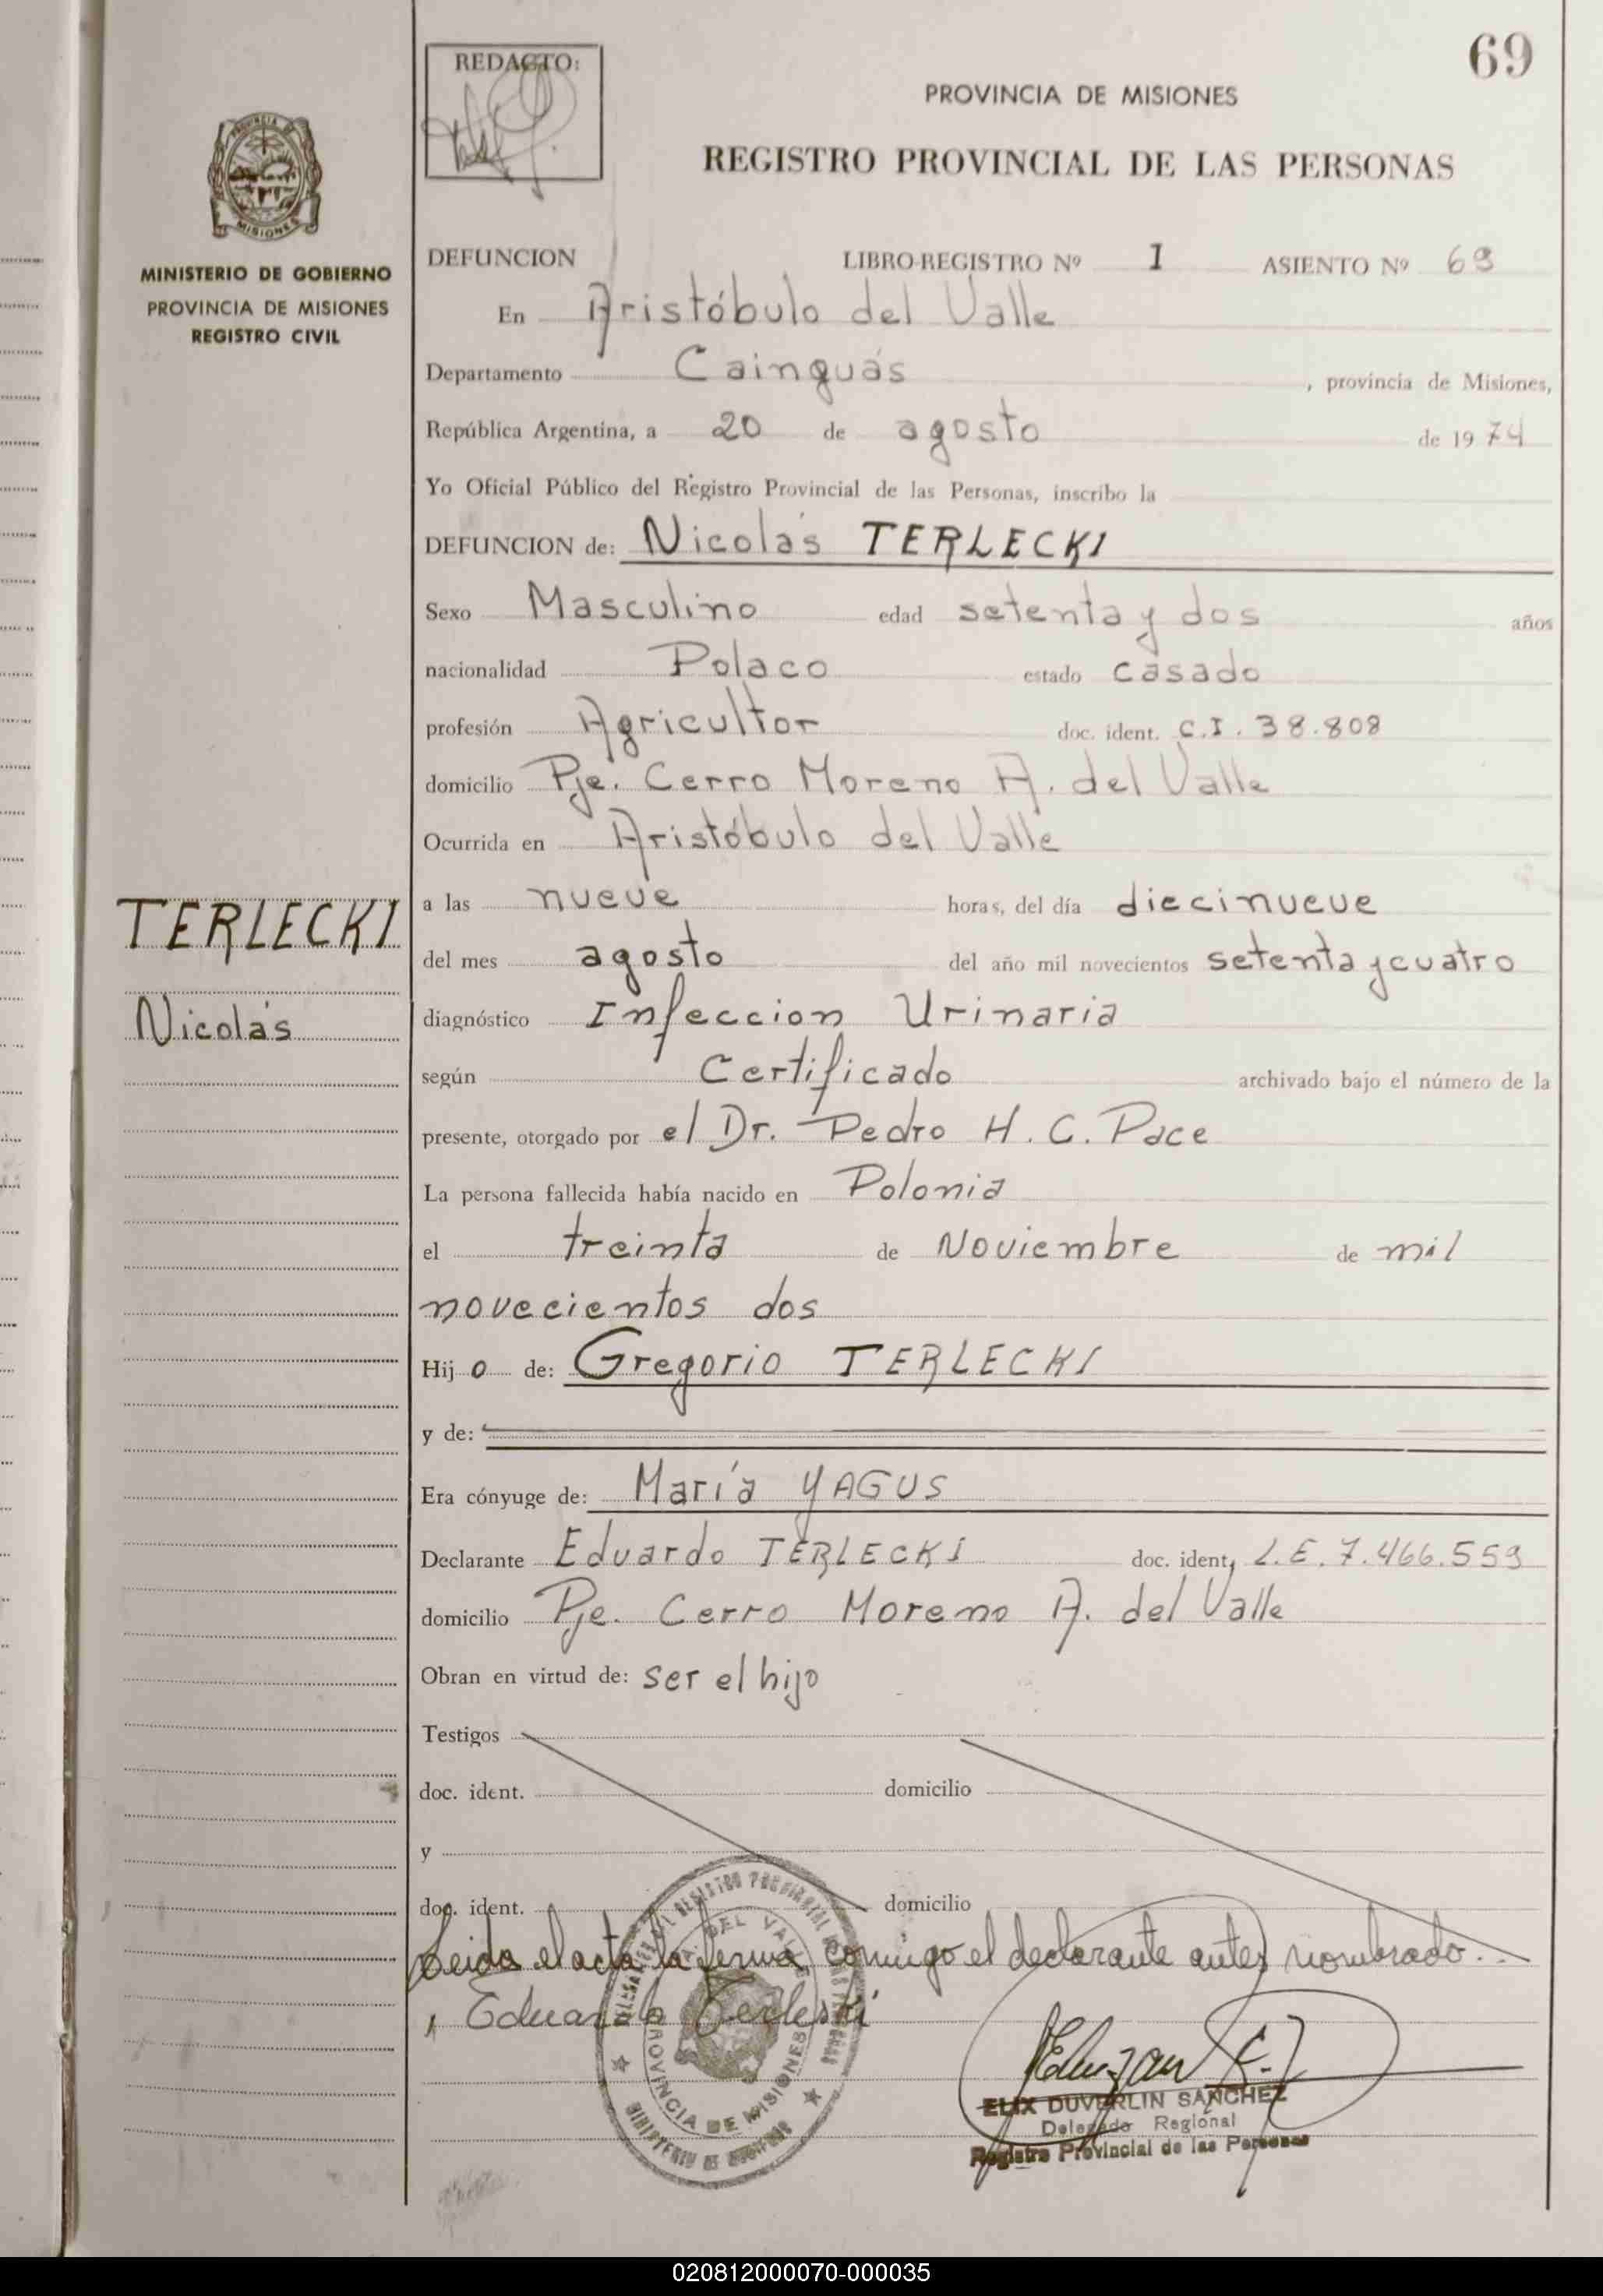 69
REDACTO:
PROVINCIA DE MISIONES
REGISTRO PROVINCIAL DE LAS PERSONAS
MISIONES
MINISTERIO DE GOBIERNO
PROVINCIA DE MISIONES
REGISTRO CIVIL
DEFUNCION LIBRO-REGISTRO Nº I ASIENTO Nº 69
En Aristóbulo del Valle
Departamento Cainguás , provincia de Misiones,
República Argentina, a 20 de agosto de 1974
Yo Oficial Público del Registro Provincial de las Personas, inscribo la
DEFUNCION de: Nicolás TERLECKI
Sexo Masculino edad setenta y dos años
nacionalidad Polaco estado casado
profesión Agricultor doc. ident. C.I. 38.808
domicilio Pje. Cerro Moreno A. del Valle
Ocurrida en Aristóbulo del Valle
a las nueve horas, del día diecinueve
TERLECKI
del mes agosto del año mil novecientos setenta y cuatro
Nicolás
diagnóstico Infeccion Urinaria
según Certificado archivado bajo el número de la
presente, otorgado por el Dr. Pedro H. C. Pace
La persona fallecida había nacido en Polonia
el treinta de Noviembre de mil
novecientos dos
Hijo de: Gregorio TERLECKI
y de:
Era cónyuge de: María YAGUS
Declarante Eduardo TERLECKI doc. ident, L.E. 7.466.559
domicilio Pje. Cerro Moreno A. del Valle
Obran en virtud de: ser el hijo
Testigos
doc. ident. domicilio
y
doc. ident. domicilio
Leida el acta la firma conmigo el declarante antes nombrado.
Eduardo Terleski
DEL VALLE
PROVINCIA DE MISIONES
MINISTERIO DE GOBIERNO
ELIX DUVERLIN SANCHEZ
Delegado Regional
Registro Provincial de las Personas
020812000070-000035